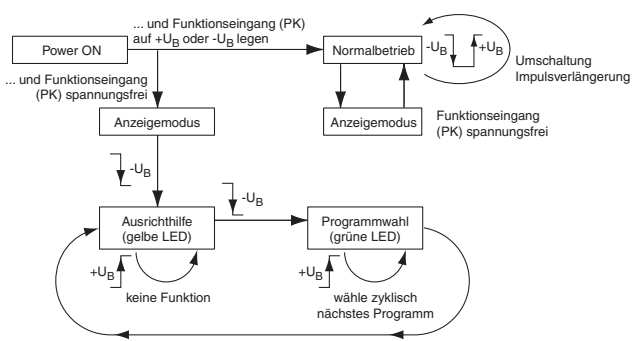 ... und Funktionseingang (PK)
auf +UB oder -UB legen
Power ON
Normalbetrieb
-UB
+UB
Umschaltung
Impulsverlängerung
... und Funktionseingang
(PK) spannungsfrei
Anzeigemodus
Anzeigemodus
Funktionseingang
(PK) spannungsfrei
-UB
-UB
Ausrichthilfe
(gelbe LED)
Programmwahl
(grüne LED)
+UB
keine Funktion
+UB
wähle zyklisch
nächstes Programm